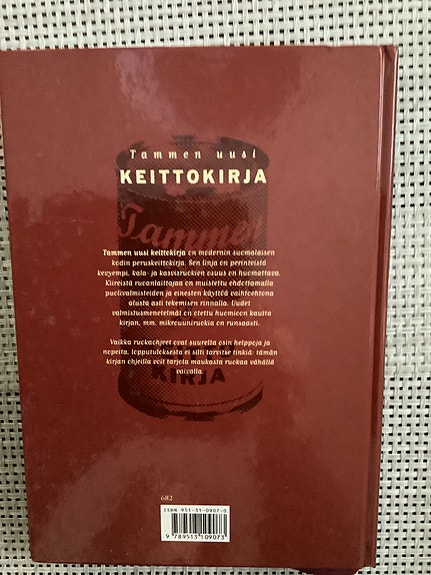 Tammen uusi
KEITTOKIRJA
Tammen
Tammen uusi keittokirja on modernin suomalaisen
kodin peruskeittokirja. Sen linja on perinteistä
kevyempi, kala- ja kasvisruokien osuus on huomattava.
Kiireistä ruoanlaittajaa on muistettu ehdottamalla
puolivalmisteiden ja einesten käyttöä vaihtoehtona
alusta asti tekemisen rinnalla. Uudet
valmistusmenetelmät on otettu huomioon kautta
kirjan, mm. mikrouuniruokia on runsaasti.
Vaikka ruokaohjeet ovat suurelta osin helppoja ja
nopeita, lopputuloksesta ei silti tarvitse tinkiä: tämän
kirjan ohjeilla voit tarjota maukasta ruokaa vähällä
vaivalla.
KIRJA
682
ISBN 951-31-0907-0
9 789513 109073